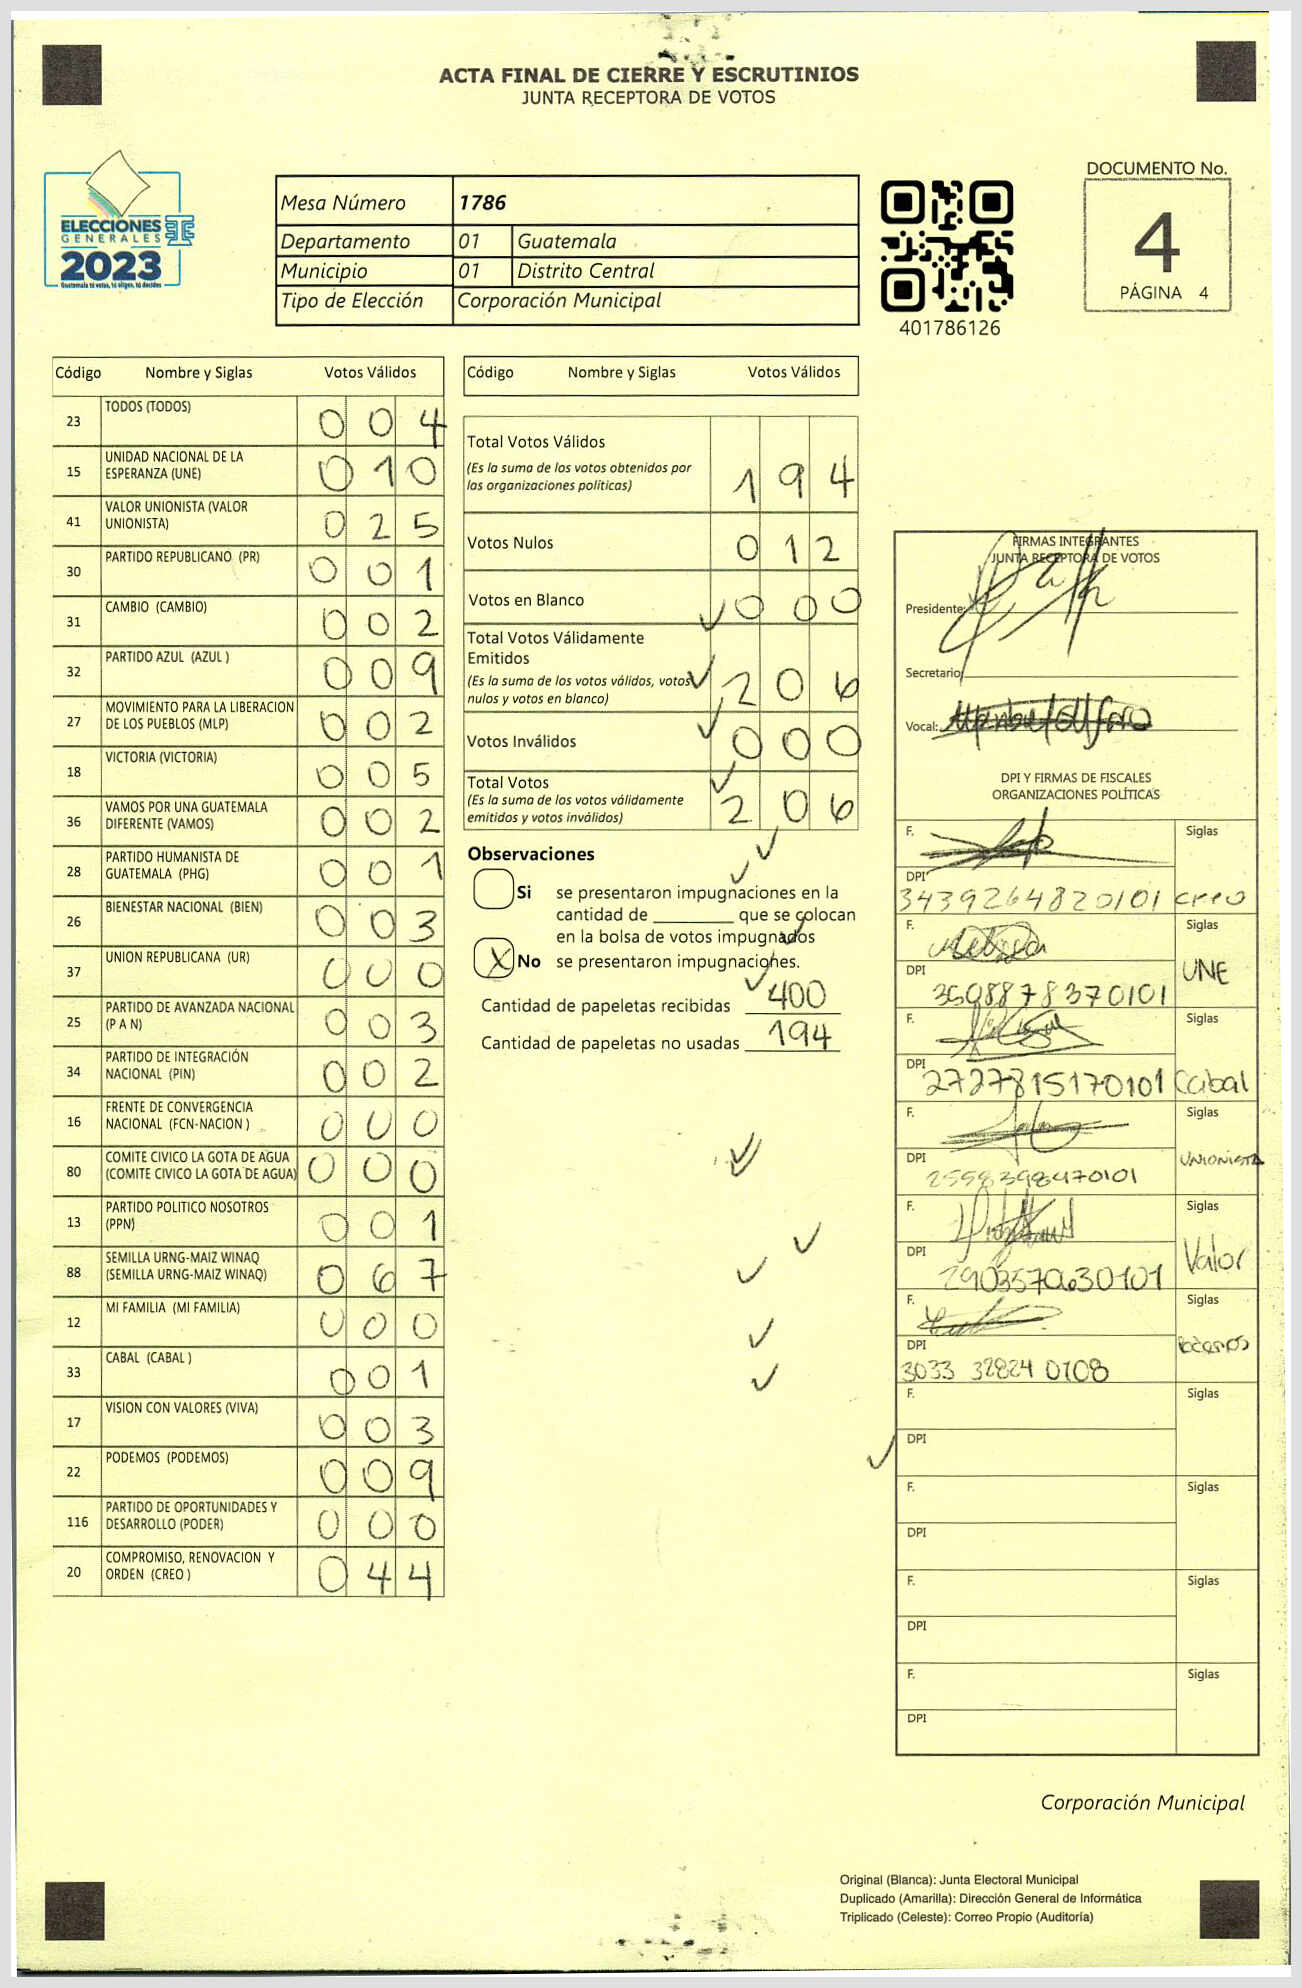 ACTA FINAL DE CIERRE Y ESCRUTINIOS
JUNTA RECEPTORA DE VOTOS
ELECCIONES
GENERALES
2023
Guatemala tú votas, tú eliges, tú decides
Mesa Número 1786
Departamento 01 Guatemala
Municipio 01 Distrito Central
Tipo de Elección Corporación Municipal
401786126
DOCUMENTO No.
4
PÁGINA 4
Código Nombre y Siglas Votos Válidos
23 TODOS (TODOS) 0 0 4
15 UNIDAD NACIONAL DE LA
ESPERANZA (UNE) 0 1 0
41 VALOR UNIONISTA (VALOR
UNIONISTA) 0 2 5
30 PARTIDO REPUBLICANO (PR) 0 0 1
31 CAMBIO (CAMBIO) 0 0 2
32 PARTIDO AZUL (AZUL ) 0 0 9
27 MOVIMIENTO PARA LA LIBERACION
DE LOS PUEBLOS (MLP) 0 0 2
18 VICTORIA (VICTORIA) 0 0 5
36 VAMOS POR UNA GUATEMALA
DIFERENTE (VAMOS) 0 0 2
28 PARTIDO HUMANISTA DE
GUATEMALA (PHG) 0 0 1
26 BIENESTAR NACIONAL (BIEN) 0 0 3
37 UNION REPUBLICANA (UR) 0 0 0
25 PARTIDO DE AVANZADA NACIONAL
(P A N) 0 0 3
34 PARTIDO DE INTEGRACIÓN
NACIONAL (PIN) 0 0 2
16 FRENTE DE CONVERGENCIA
NACIONAL (FCN-NACION ) 0 0 0
80 COMITE CIVICO LA GOTA DE AGUA
(COMITE CIVICO LA GOTA DE AGUA) 0 0 0
13 PARTIDO POLITICO NOSOTROS
(PPN) 0 0 1
88 SEMILLA URNG-MAIZ WINAQ
(SEMILLA URNG-MAIZ WINAQ) 0 6 7
12 MI FAMILIA (MI FAMILIA) 0 0 0
33 CABAL (CABAL ) 0 0 1
17 VISION CON VALORES (VIVA) 0 0 3
22 PODEMOS (PODEMOS) 0 0 9
116 PARTIDO DE OPORTUNIDADES Y
DESARROLLO (PODER) 0 0 0
20 COMPROMISO, RENOVACION Y
ORDEN (CREO ) 0 4 4
Código Nombre y Siglas Votos Válidos
Total Votos Válidos
(Es la suma de los votos obtenidos por
las organizaciones políticas) 1 9 4
Votos Nulos 0 1 2
Votos en Blanco 0 0 0
Total Votos Válidamente
Emitidos
(Es la suma de los votos válidos, votos
nulos y votos en blanco) 2 0 6
Votos Inválidos 0 0 0
Total Votos
(Es la suma de los votos válidamente
emitidos y votos inválidos) 2 0 6
Observaciones
Si se presentaron impugnaciones en la
cantidad de ________ que se colocan
en la bolsa de votos impugnados
X No se presentaron impugnaciones.
Cantidad de papeletas recibidas 400
Cantidad de papeletas no usadas 194
FIRMAS INTEGRANTES
JUNTA RECEPTORA DE VOTOS
Presidente:
Secretario:
Vocal:
DPI Y FIRMAS DE FISCALES
ORGANIZACIONES POLÍTICAS
F. Siglas
DPI
3439264820101 creo
F. Siglas
DPI UNE
3508878370101
F. Siglas
DPI
2727815170101 Cabal
F. Siglas
DPI UNIONISTA
2558398470101
F. Siglas
DPI Valor
2903570630101
F. Siglas
DPI Podemos
3033 32824 0108
F. Siglas
DPI
F. Siglas
DPI
F. Siglas
DPI
F. Siglas
DPI
Corporación Municipal
Original (Blanca): Junta Electoral Municipal
Duplicado (Amarilla): Dirección General de Informática
Triplicado (Celeste): Correo Propio (Auditoría)